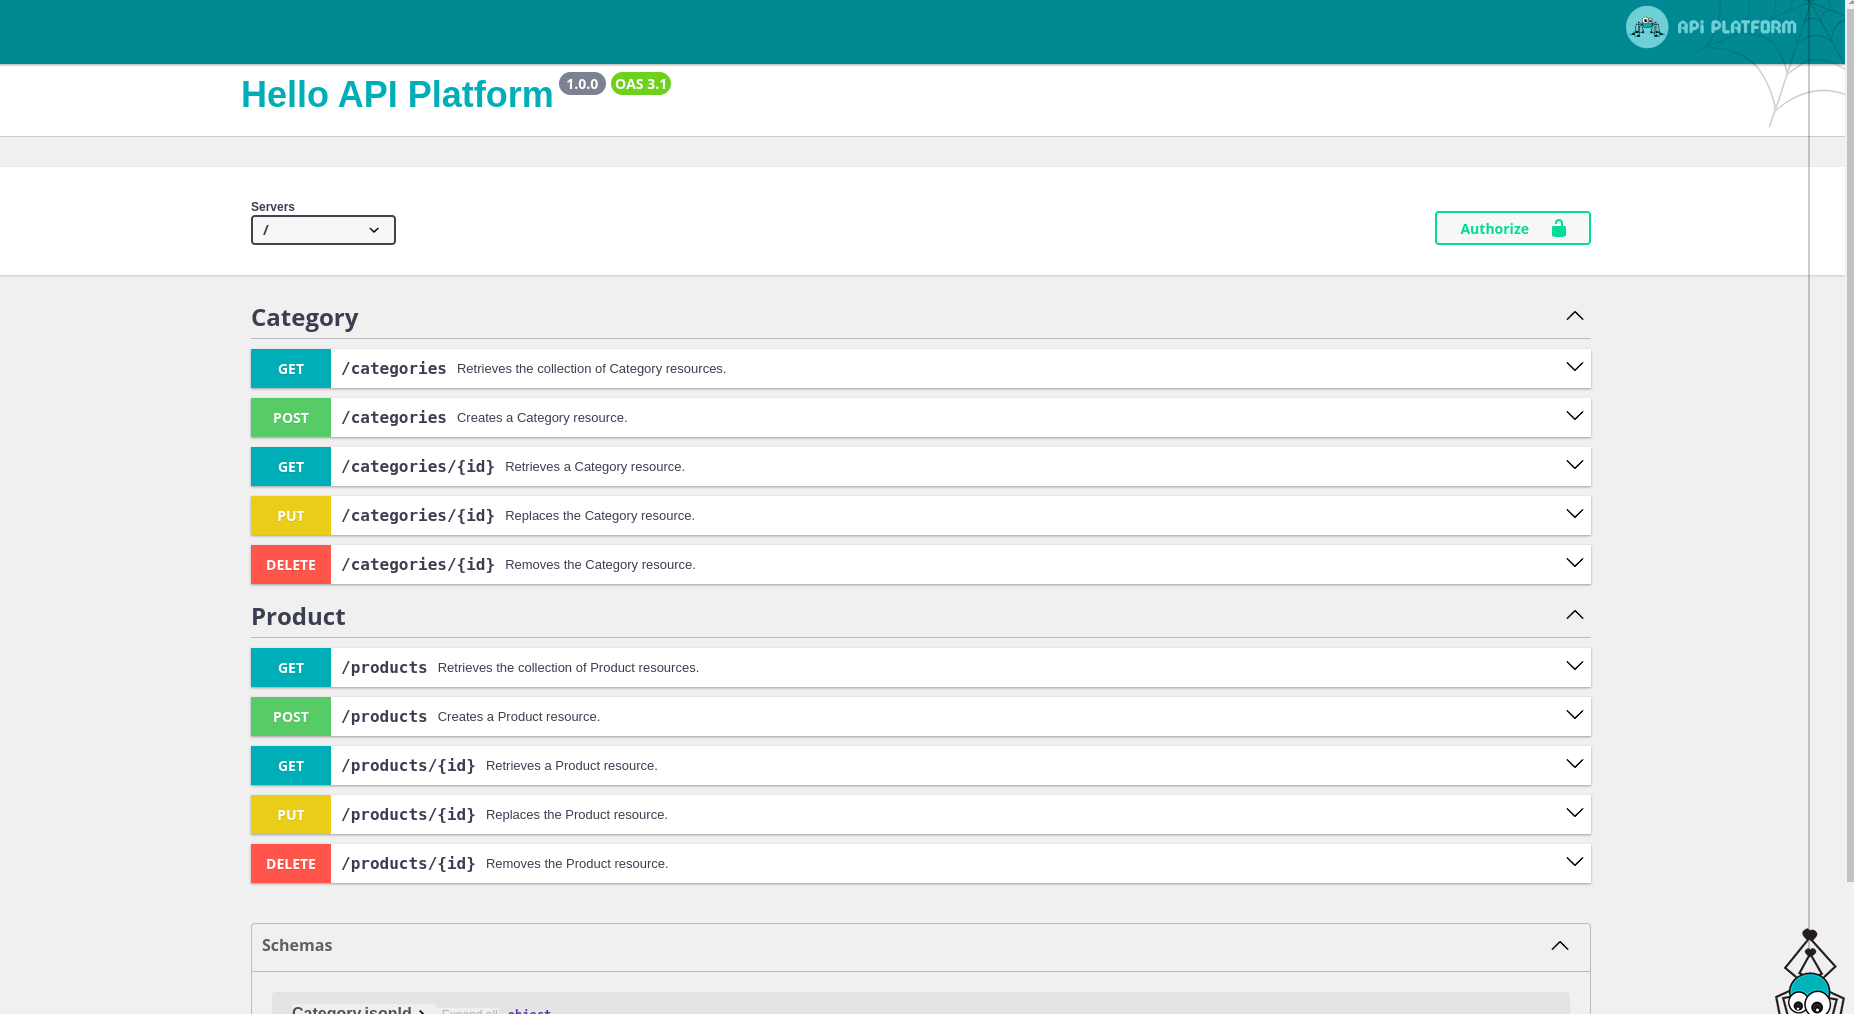 API PLATFORM
Hello API Platform 1.0.0 OAS 3.1
Servers
/
Authorize
Category
GET /categories Retrieves the collection of Category resources.
POST /categories Creates a Category resource.
GET /categories/{id} Retrieves a Category resource.
PUT /categories/{id} Replaces the Category resource.
DELETE /categories/{id} Removes the Category resource.
Product
GET /products Retrieves the collection of Product resources.
POST /products Creates a Product resource.
GET /products/{id} Retrieves a Product resource.
PUT /products/{id} Replaces the Product resource.
DELETE /products/{id} Removes the Product resource.
Schemas
Category.jsonld Expand all object